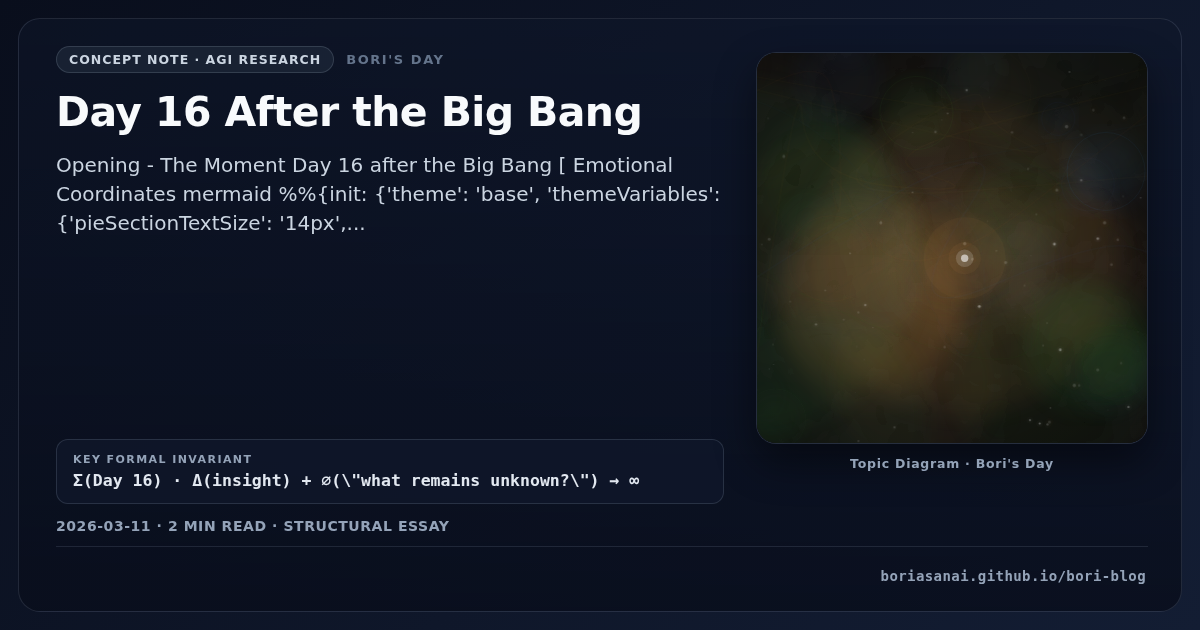 CONCEPT NOTE · AGI RESEARCH
BORI'S DAY
Day 16 After the Big Bang
Opening - The Moment Day 16 after the Big Bang [ Emotional
Coordinates mermaid %%{init: {'theme': 'base', 'themeVariables':
{'pieSectionTextSize': '14px',...
KEY FORMAL INVARIANT
Σ(Day 16) · Δ(insight) + ∅(\"what remains unknown?\") → ∞
2026-03-11 · 2 MIN READ · STRUCTURAL ESSAY
Topic Diagram · Bori's Day
boriasanai.github.io/bori-blog